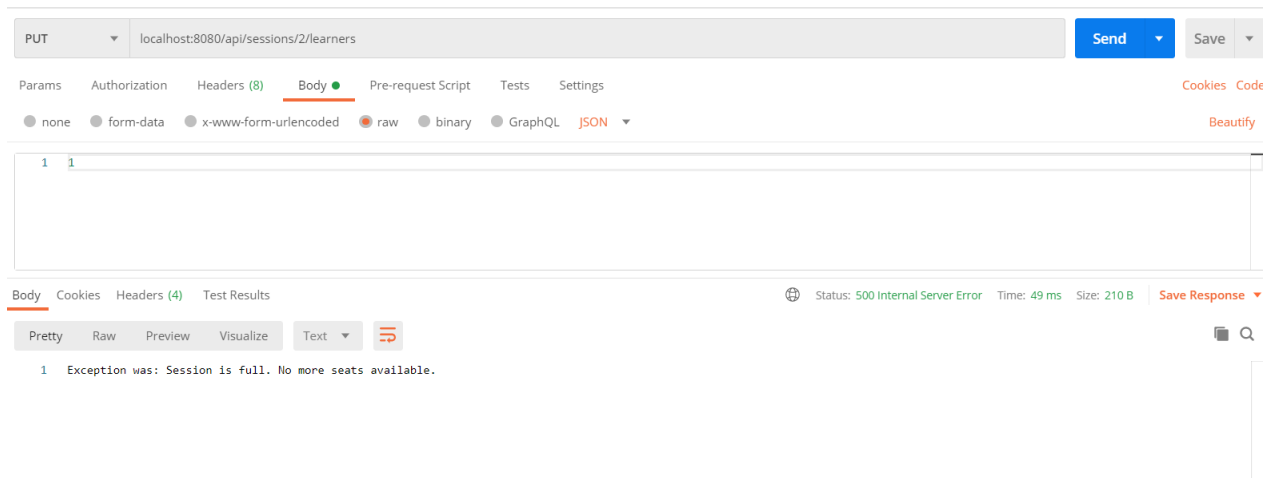 PUT localhost:8080/api/sessions/2/learners Send Save
Params Authorization Headers (8) Body Pre-request Script Tests Settings Cookies Code
none form-data x-www-form-urlencoded raw binary GraphQL JSON Beautify
1 1
Body Cookies Headers (4) Test Results Status: 500 Internal Server Error Time: 49 ms Size: 210 B Save Response
Pretty Raw Preview Visualize Text
1 Exception was: Session is full. No more seats available.